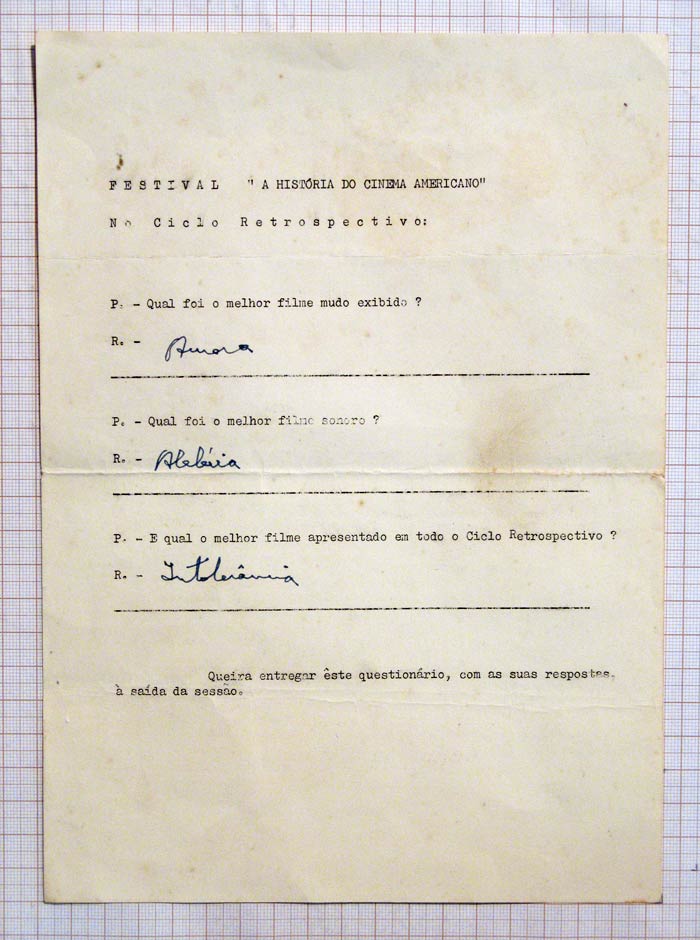 FESTIVAL " A HISTÓRIA DO CINEMA AMERICANO"
No Ciclo Retrospectivo:
P. - Qual foi o melhor filme mudo exibido ?
R. - Aurora
P. - Qual foi o melhor filme sonoro ?
R. -
P. - E qual o melhor filme apresentado em todo o Ciclo Retrospectivo ?
R. - Intolerância
Queira entregar êste questionário, com as suas respostas,
à saída da sessão.